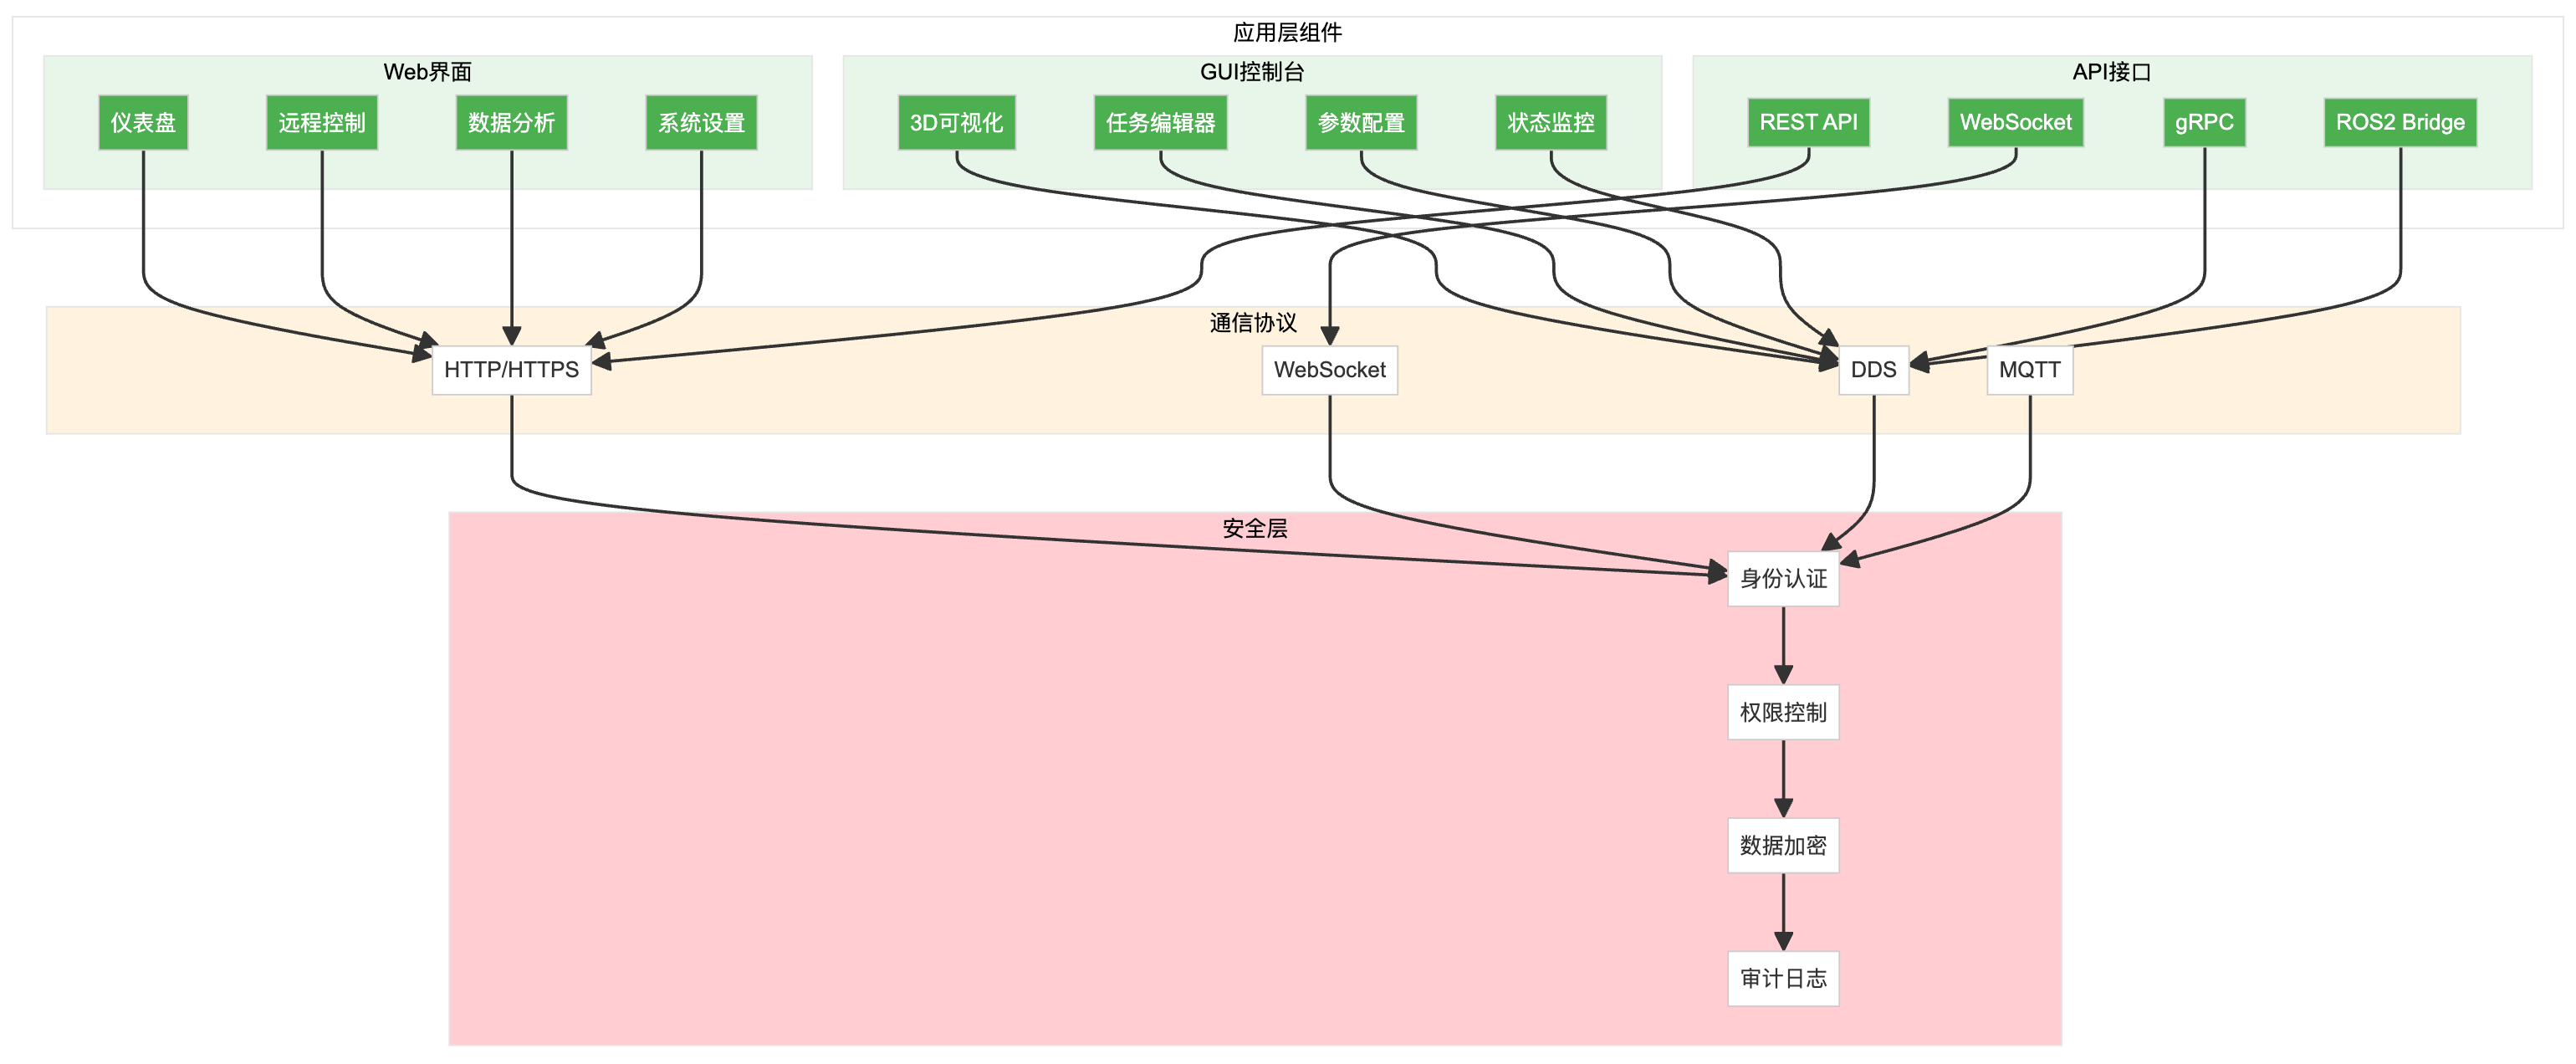 应用层组件
Web界面
仪表盘
远程控制
数据分析
系统设置
GUI控制台
3D可视化
任务编辑器
参数配置
状态监控
API接口
REST API
WebSocket
gRPC
ROS2 Bridge
通信协议
HTTP/HTTPS
WebSocket
DDS
MQTT
安全层
身份认证
权限控制
数据加密
审计日志